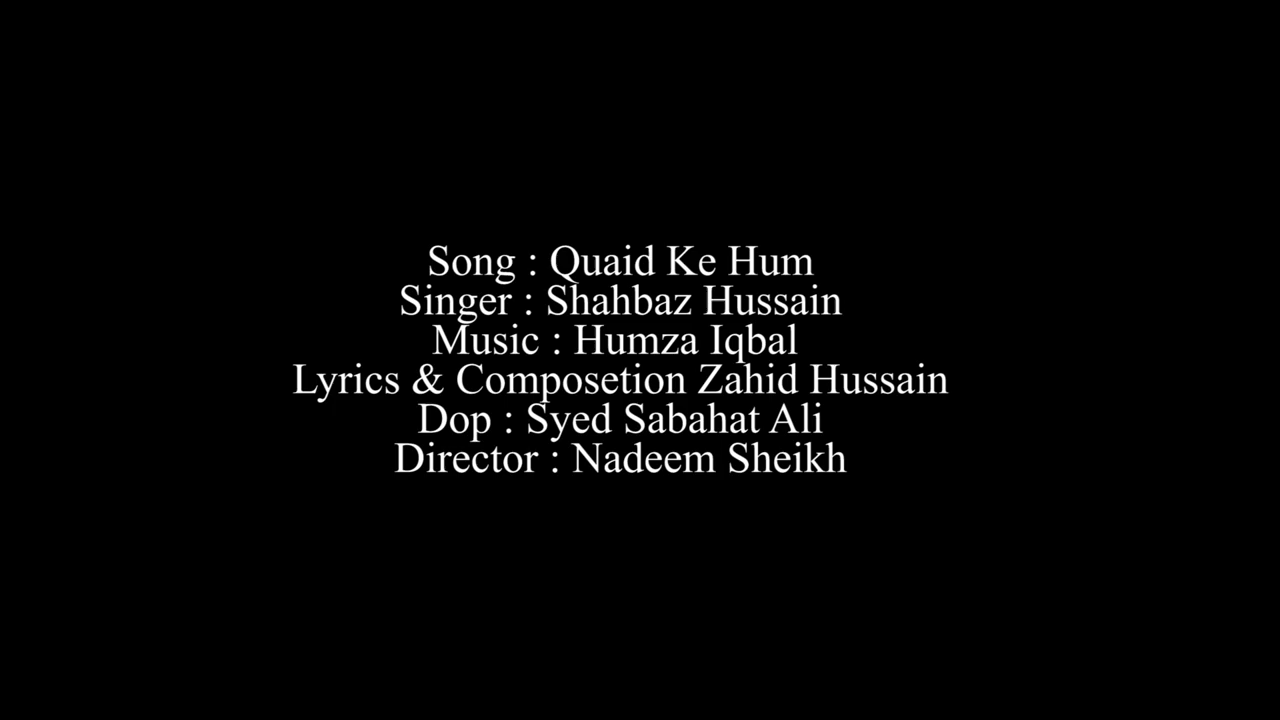 Song : Quaid Ke Hum
Singer : Shahbaz Hussain
Music : Humza Iqbal
Lyrics & Composetion Zahid Hussain
Dop : Syed Sabahat Ali
Director : Nadeem Sheikh